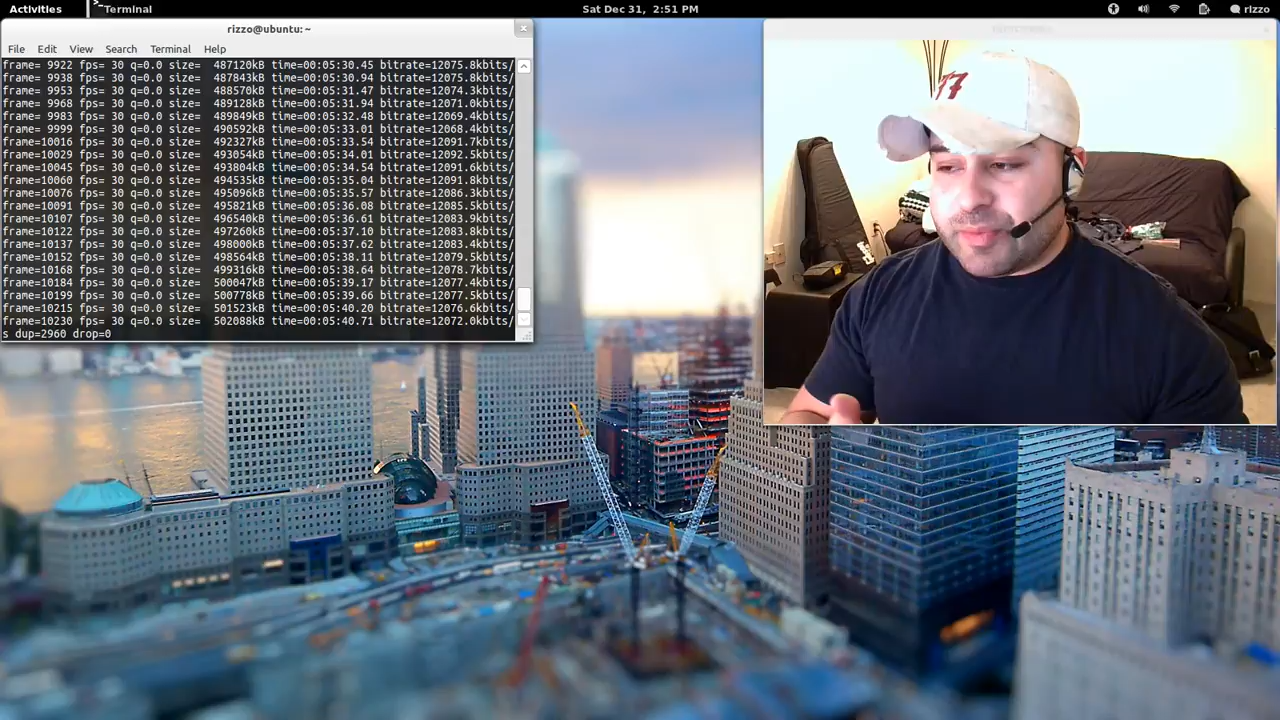 Activities Terminal Sat Dec 31, 2:51 PM rizzo
rizzo@ubuntu: ~
File Edit View Search Terminal Help
frame= 9922 fps= 30 q=0.0 size= 487120kB time=00:05:30.45 bitrate=12075.8kbits/
frame= 9938 fps= 30 q=0.0 size= 487843kB time=00:05:30.94 bitrate=12075.8kbits/
frame= 9953 fps= 30 q=0.0 size= 488570kB time=00:05:31.47 bitrate=12074.3kbits/
frame= 9968 fps= 30 q=0.0 size= 489128kB time=00:05:31.94 bitrate=12071.0kbits/
frame= 9983 fps= 30 q=0.0 size= 489849kB time=00:05:32.48 bitrate=12069.4kbits/
frame= 9999 fps= 30 q=0.0 size= 490592kB time=00:05:33.01 bitrate=12068.4kbits/
frame=10016 fps= 30 q=0.0 size= 492327kB time=00:05:33.54 bitrate=12091.7kbits/
frame=10029 fps= 30 q=0.0 size= 493054kB time=00:05:34.01 bitrate=12092.5kbits/
frame=10045 fps= 30 q=0.0 size= 493804kB time=00:05:34.54 bitrate=12091.6kbits/
frame=10060 fps= 30 q=0.0 size= 494535kB time=00:05:35.04 bitrate=12091.8kbits/
frame=10076 fps= 30 q=0.0 size= 495096kB time=00:05:35.57 bitrate=12086.3kbits/
frame=10091 fps= 30 q=0.0 size= 495821kB time=00:05:36.08 bitrate=12085.5kbits/
frame=10107 fps= 30 q=0.0 size= 496540kB time=00:05:36.61 bitrate=12083.9kbits/
frame=10122 fps= 30 q=0.0 size= 497260kB time=00:05:37.10 bitrate=12083.8kbits/
frame=10137 fps= 30 q=0.0 size= 498000kB time=00:05:37.62 bitrate=12083.4kbits/
frame=10152 fps= 30 q=0.0 size= 498564kB time=00:05:38.11 bitrate=12079.5kbits/
frame=10168 fps= 30 q=0.0 size= 499316kB time=00:05:38.64 bitrate=12078.7kbits/
frame=10184 fps= 30 q=0.0 size= 500047kB time=00:05:39.17 bitrate=12077.4kbits/
frame=10199 fps= 30 q=0.0 size= 500778kB time=00:05:39.66 bitrate=12077.5kbits/
frame=10215 fps= 30 q=0.0 size= 501523kB time=00:05:40.20 bitrate=12076.6kbits/
frame=10230 fps= 30 q=0.0 size= 502088kB time=00:05:40.71 bitrate=12072.0kbits/
s dup=2960 drop=0